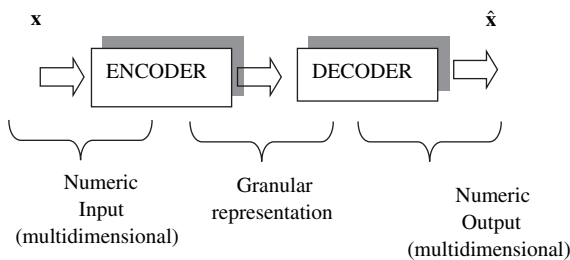 x
x̂
ENCODER
DECODER
Numeric
Input
(multidimensional)
Granular
representation
Numeric
Output
(multidimensional)